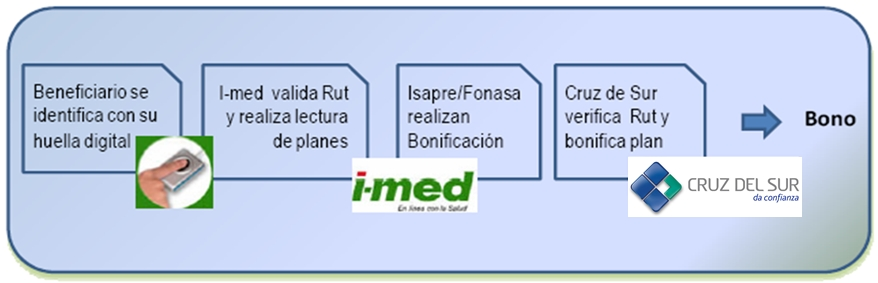 Beneficiario se
identifica con su
huella digital
I-med valida Rut
y realiza lectura
de planes
i-med
En línea con la Salud
Isapre/Fonasa
realizan
Bonificación
Cruz de Sur
verifica Rut y
bonifica plan
CRUZ DEL SUR
da confianza
Bono